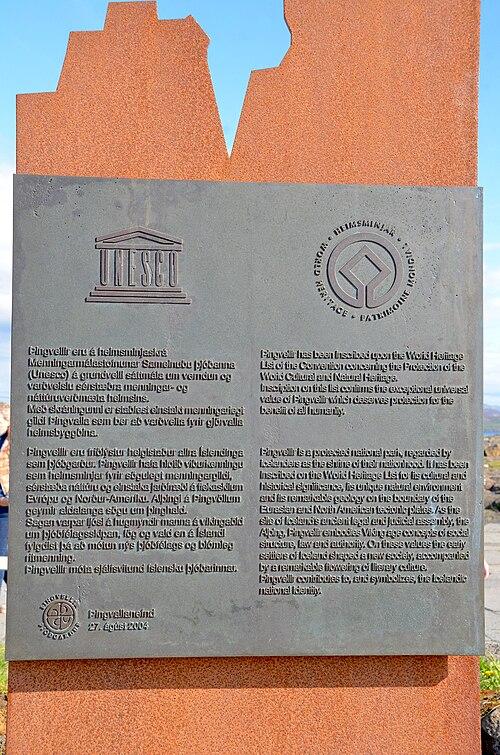 UNESCO
HEIMSMINJAR • WORLD HERITAGE • PATRIMOINE MONDIAL
Þingvellir eru á heimsminjaskrá
Menningarmálastofnunar Sameinuðu þjóðanna
(Unesco) á grundvelli sáttmála um verndun og
varðveislu sérstæðra menningar- og
náttúruverðmæta heimsins.
Með skráningunni er staðfest einstakt menningarlegt
gildi Þingvalla sem ber að varðveita fyrir gjörvalla
heimsbyggðina.
Þingvellir eru friðlýstur helgistaður allra Íslendinga
sem þjóðgarður. Þingvellir hafa hlotið viðurkenningu
sem heimsminjar fyrir sögulegt menningargildi,
sérstæða náttúru og einstaka jarðfræði á flekaskilum
Evrópu og Norður-Ameríku. Alþingi á Þingvöllum
geymir aldalanga sögu um þinghald.
Sagan varpar ljósi á hugmyndir manna á víkingaöld
um þjóðfélagsskipan, lög og vald en á Íslandi
fylgdist það að mótun nýs þjóðfélags og blómleg
ritmenning.
Þingvellir móta sjálfsvitund íslensku þjóðarinnar.
ÞINGVELLIR
ÞJÓÐGARÐUR
Þingvallanefnd
27. ágúst 2004
Þingvellir has been inscribed upon the World Heritage
List of the Convention concerning the Protection of the
World Cultural and Natural Heritage.
Inscription on this list confirms the exceptional universal
value of Þingvellir which deserves protection for the
benefit of all humanity.
Þingvellir is a protected national park, regarded by
Icelanders as the shrine of their nationhood. It has been
inscribed on the World Heritage List for its cultural and
historical significance, its unique natural environment
and its remarkable geology on the boundary of the
Eurasian and North American tectonic plates. As the
site of Iceland's ancient legal and judicial assembly, the
Alþing, Þingvellir embodies Viking-age concepts of social
structure, law and authority. On these values the early
settlers of Iceland shaped a new society, accompanied
by a remarkable flowering of literary culture.
Þingvellir contributes to, and symbolizes, the Icelandic
national identity.